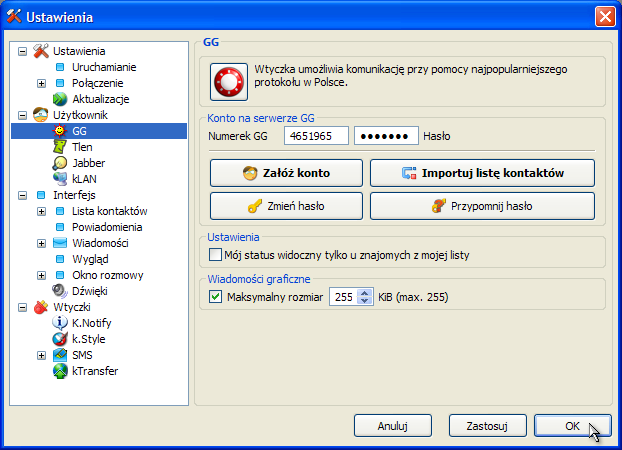 Ustawienia
Ustawienia
Uruchamianie
Połączenie
Aktualizacje
Użytkownik
GG
Tlen
Jabber
kLAN
Interfejs
Lista kontaktów
Powiadomienia
Wiadomości
Wygląd
Okno rozmowy
Dźwięki
Wtyczki
K.Notify
k.Style
SMS
kTransfer
GG
Wtyczka umożliwia komunikację przy pomocy najpopularniejszego
protokołu w Polsce.
Konto na serwerze GG
Numerek GG 4651965 ●●●●●●● Hasło
Załóż konto Importuj listę kontaktów
Zmień hasło Przypomnij hasło
Ustawienia
Mój status widoczny tylko u znajomych z mojej listy
Wiadomości graficzne
Maksymalny rozmiar 255 KiB (max. 255)
Anuluj Zastosuj OK